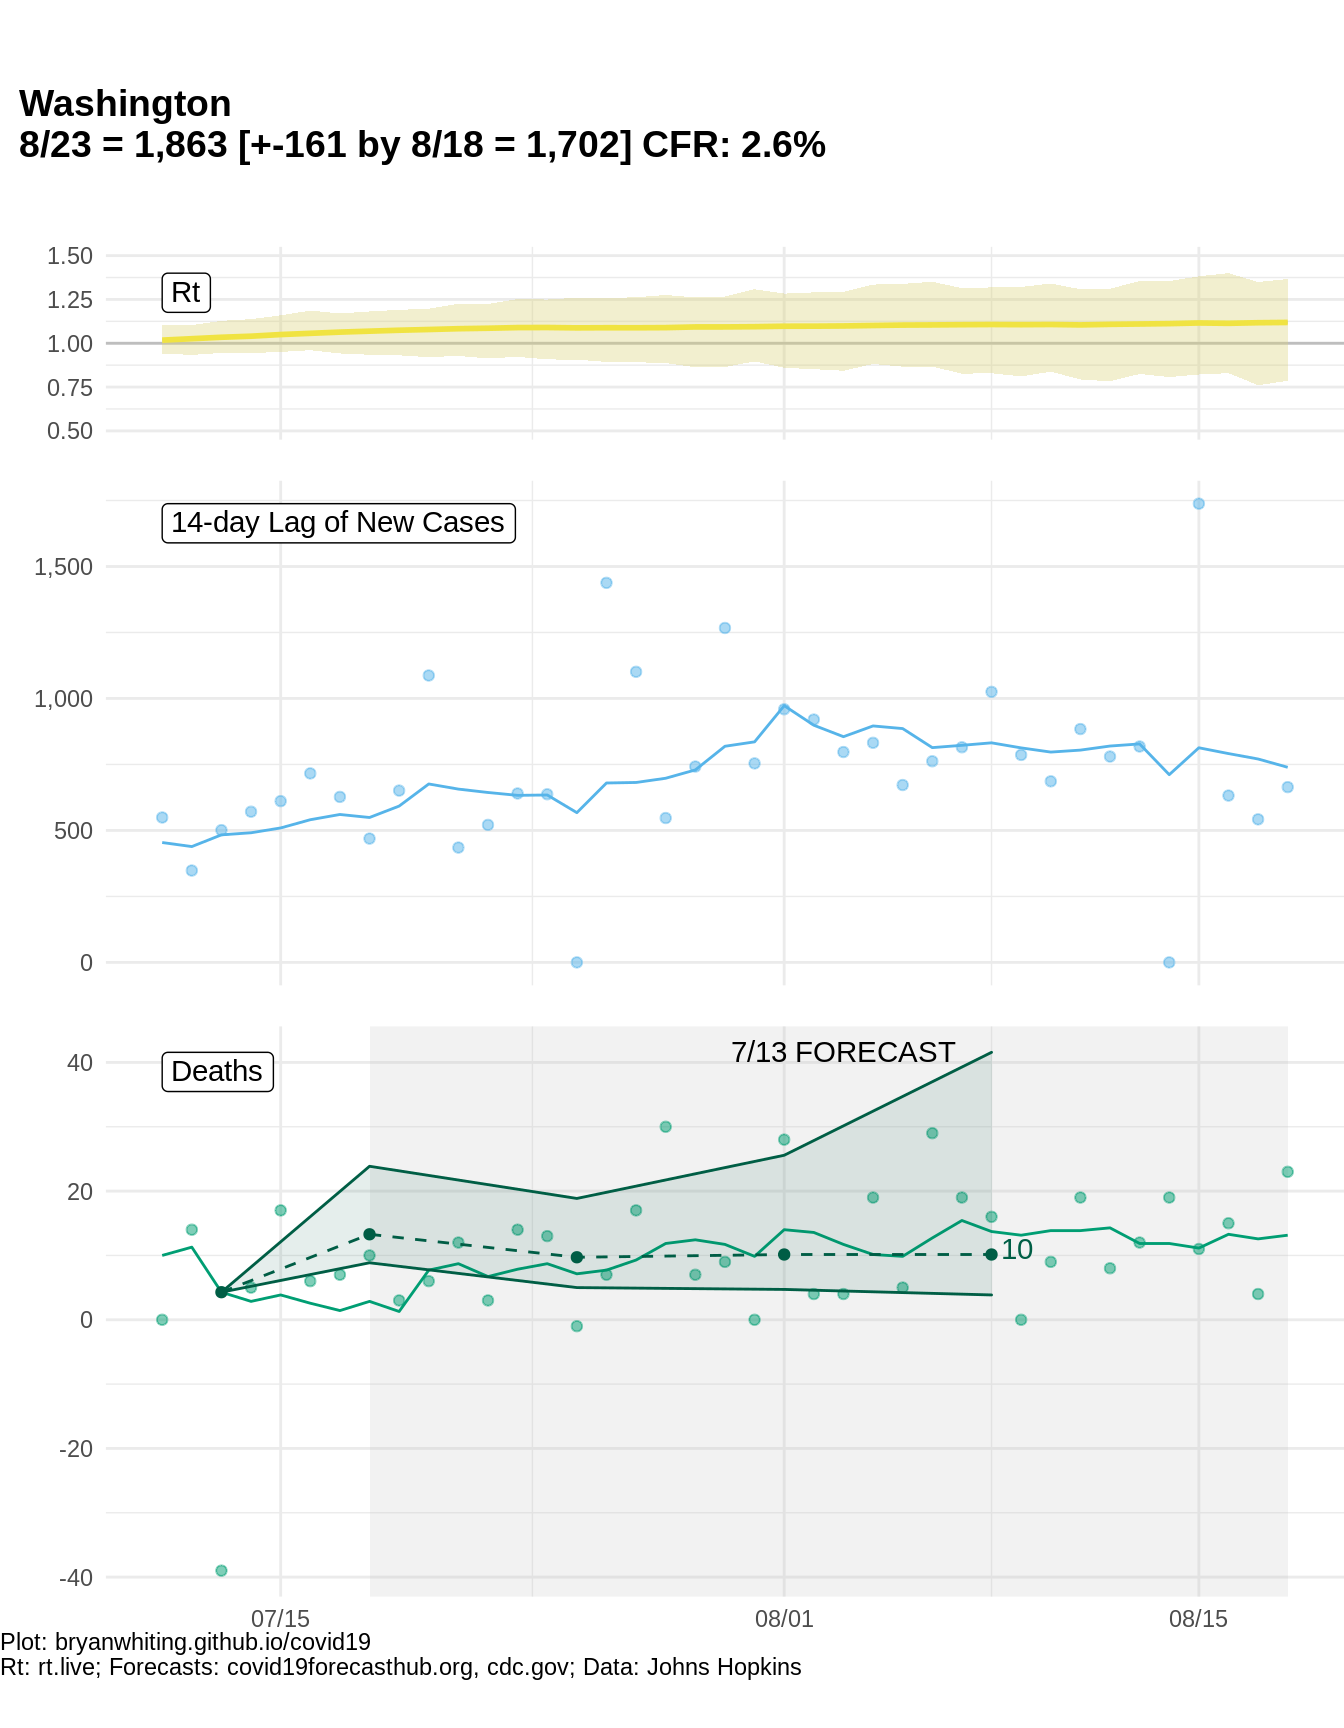 Washington
8/23 = 1,863 [+-161 by 8/18 = 1,702] CFR: 2.6%
1.50
Rt
1.25
1.00
0.75
0.50
14-day Lag of New Cases
1,500
1,000
500
0
7/13 FORECAST
40
Deaths
20
10
0
-20
-40
07/15 08/01 08/15
Plot: bryanwhiting.github.io/covid19
Rt: rt.live; Forecasts: covid19forecasthub.org, cdc.gov; Data: Johns Hopkins